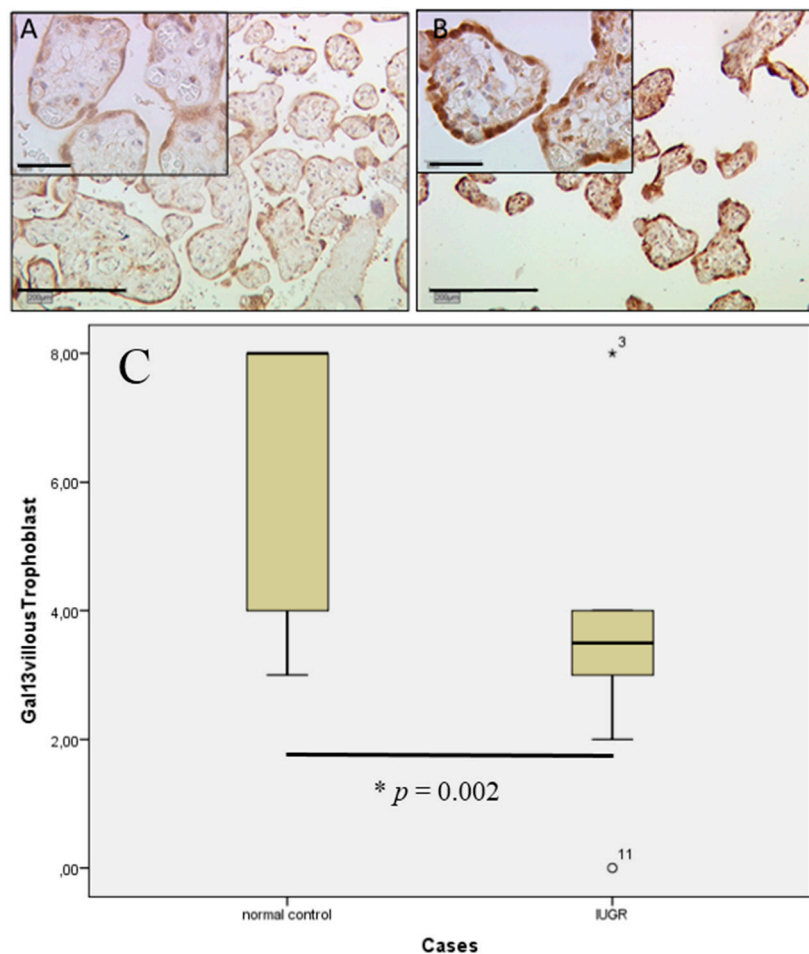 A
B
200µm
200µm
C
8,00
6,00
4,00
2,00
,00
Gal13villousTrophoblast
*3
11
* p = 0.002
normal control
IUGR
Cases